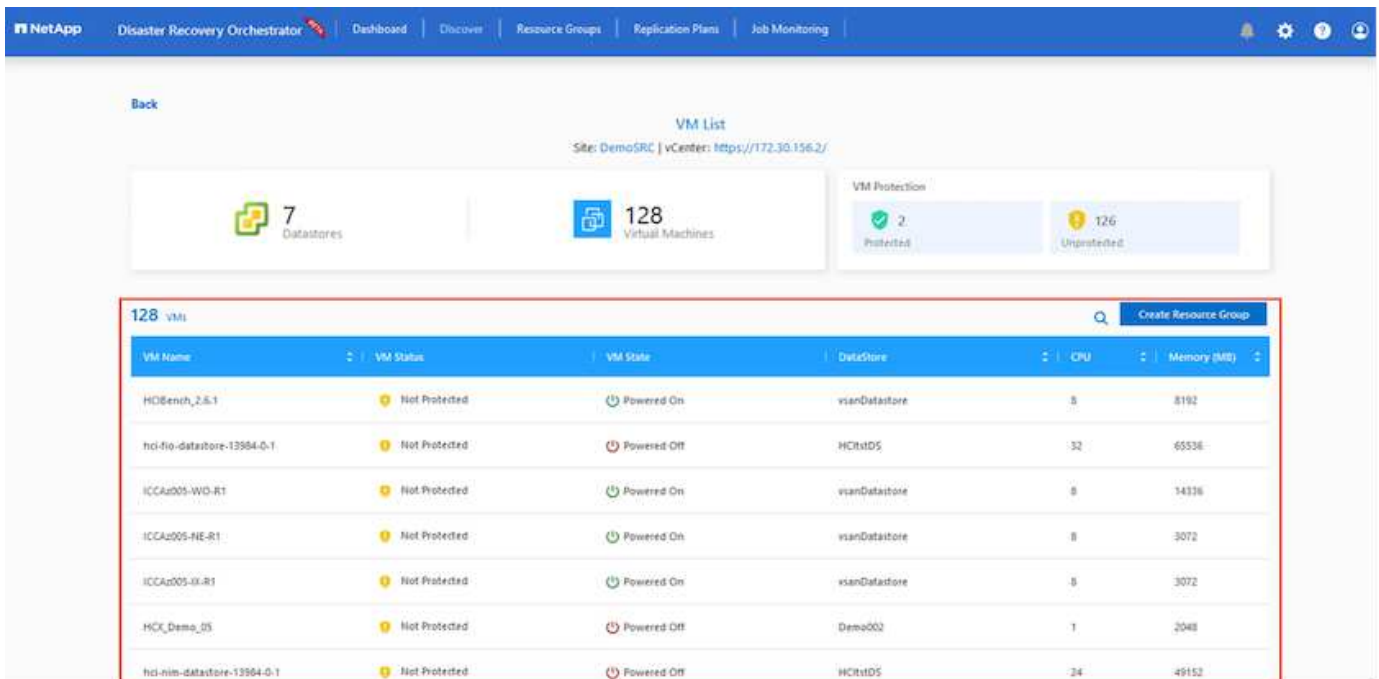 NetApp Disaster Recovery Orchestrator Dashboard Discover Resource Groups Replication Plans Job Monitoring
Back
VM List
Site: DemoSRC | vCenter: https://172.30.156.2/
VM Protection
7
Datastores
128
Virtual Machines
2
Protected
126
Unprotected
128 VMs
Create Resource Group
VM Name VM Status VM State DataStore CPU Memory (MB)
HCIBench_2.6.1 Not Protected Powered On vsanDatastore 8 8192
hci-fio-datastore-13984-0-1 Not Protected Powered Off HCItstDS 32 65536
ICCAz005-WO-R1 Not Protected Powered On vsanDatastore 8 14336
ICCAz005-NE-R1 Not Protected Powered On vsanDatastore 8 3072
ICCAz005-IX-R1 Not Protected Powered On vsanDatastore 8 3072
HCX_Demo_05 Not Protected Powered Off Demo002 1 2048
hci-nim-datastore-13984-0-1 Not Protected Powered Off HCItstDS 24 49152